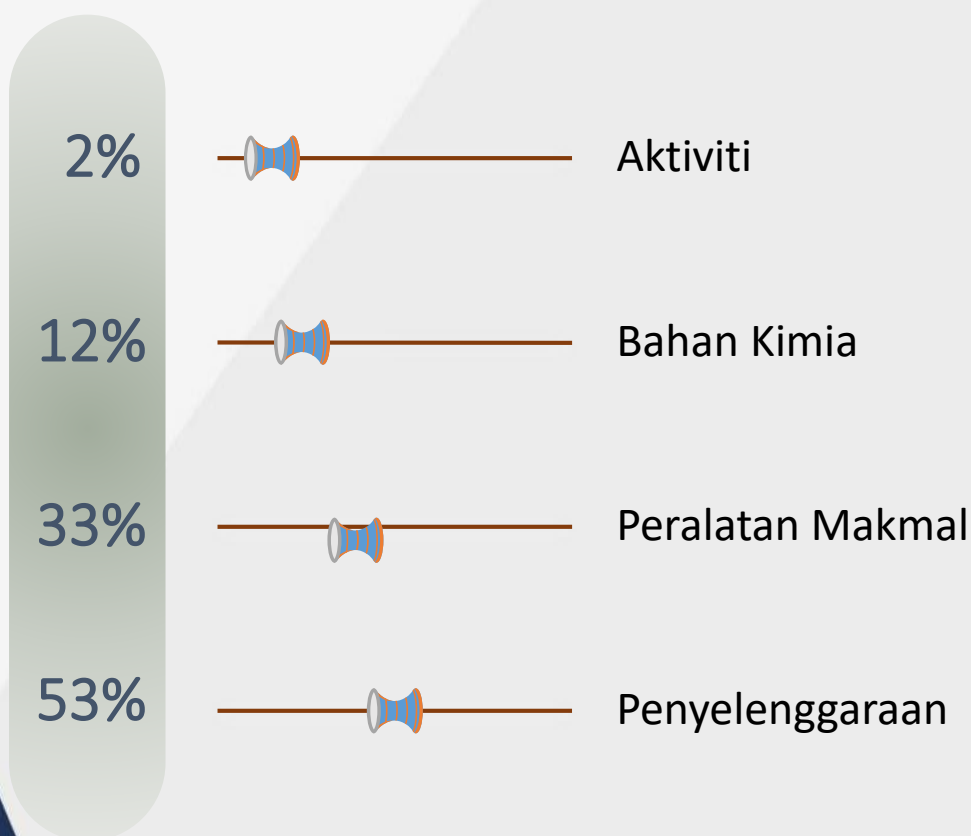 2% Aktiviti
12% Bahan Kimia
33% Peralatan Makmal
53% Penyelenggaraan